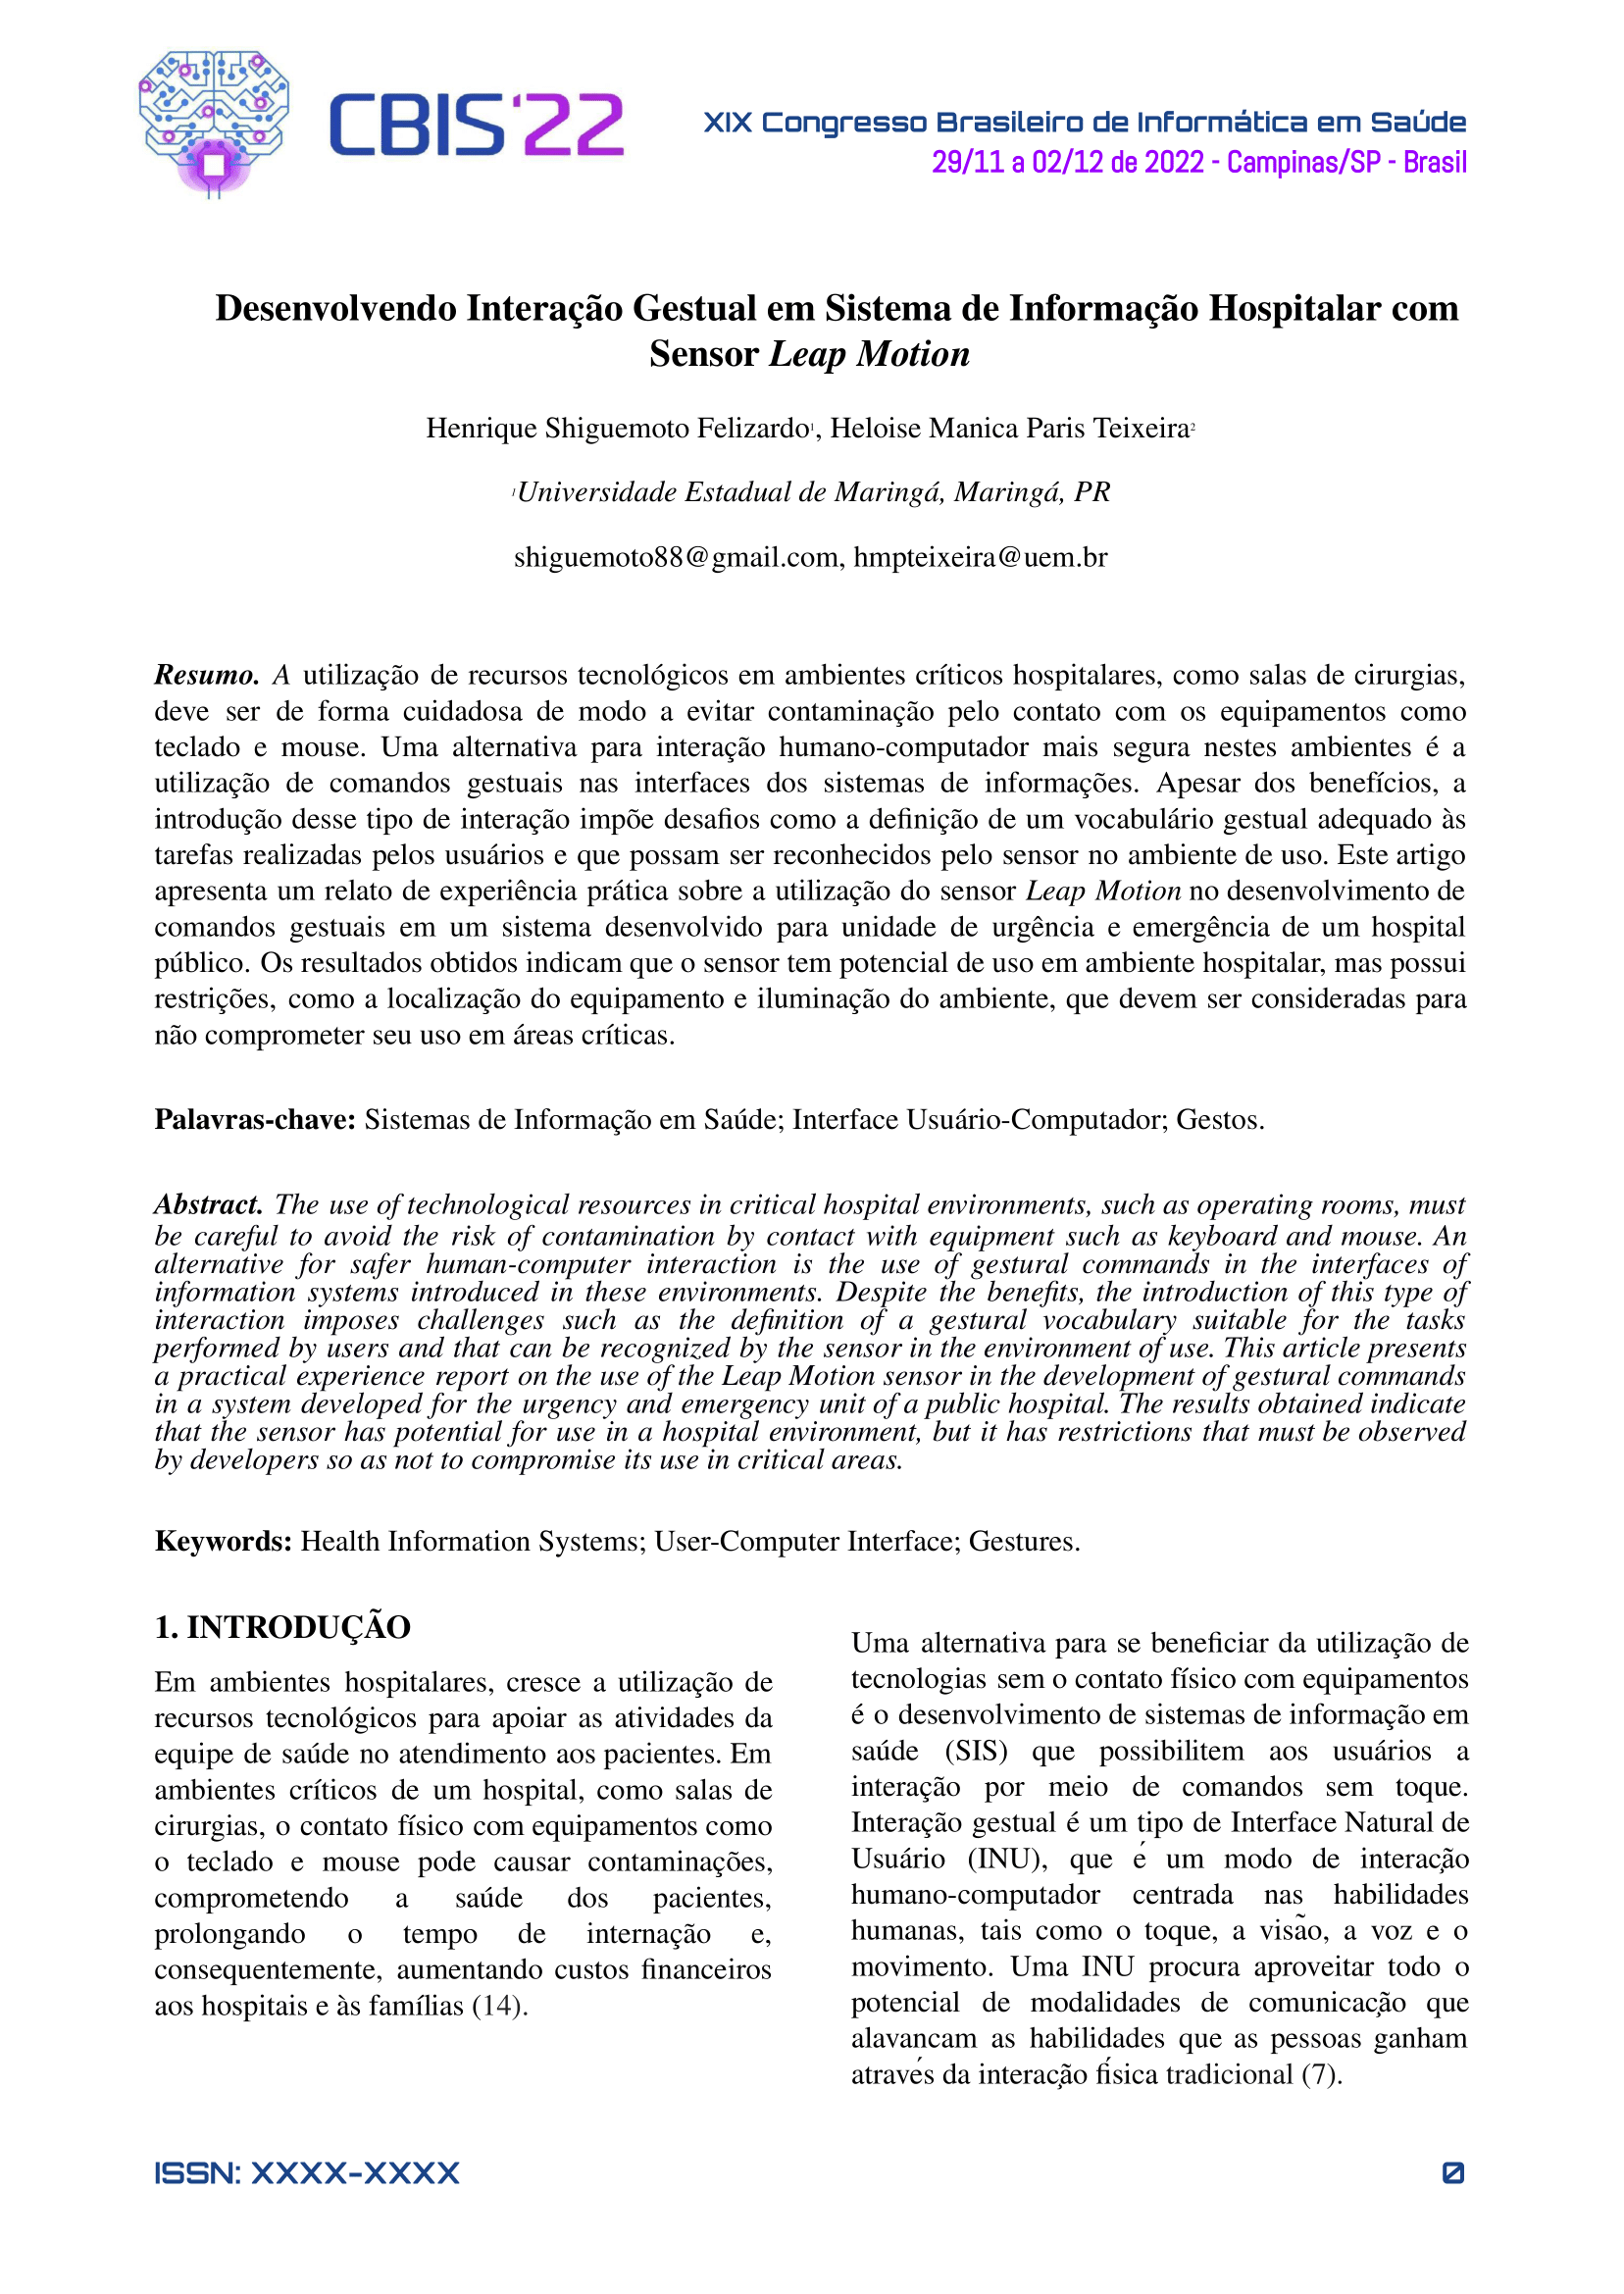 CBIS'22
XIX Congresso Brasileiro de Informática em Saúde
29/11 a 02/12 de 2022 - Campinas/SP - Brasil
Desenvolvendo Interação Gestual em Sistema de Informação Hospitalar com
Sensor Leap Motion
Henrique Shiguemoto Felizardo¹, Heloise Manica Paris Teixeira²
¹Universidade Estadual de Maringá, Maringá, PR
shiguemoto88@gmail.com, hmpteixeira@uem.br
Resumo. A utilização de recursos tecnológicos em ambientes críticos hospitalares, como salas de cirurgias,
deve ser de forma cuidadosa de modo a evitar contaminação pelo contato com os equipamentos como
teclado e mouse. Uma alternativa para interação humano-computador mais segura nestes ambientes é a
utilização de comandos gestuais nas interfaces dos sistemas de informações. Apesar dos benefícios, a
introdução desse tipo de interação impõe desafios como a definição de um vocabulário gestual adequado às
tarefas realizadas pelos usuários e que possam ser reconhecidos pelo sensor no ambiente de uso. Este artigo
apresenta um relato de experiência prática sobre a utilização do sensor Leap Motion no desenvolvimento de
comandos gestuais em um sistema desenvolvido para unidade de urgência e emergência de um hospital
público. Os resultados obtidos indicam que o sensor tem potencial de uso em ambiente hospitalar, mas possui
restrições, como a localização do equipamento e iluminação do ambiente, que devem ser consideradas para
não comprometer seu uso em áreas críticas.
Palavras-chave: Sistemas de Informação em Saúde; Interface Usuário-Computador; Gestos.
Abstract. The use of technological resources in critical hospital environments, such as operating rooms, must
be careful to avoid the risk of contamination by contact with equipment such as keyboard and mouse. An
alternative for safer human-computer interaction is the use of gestural commands in the interfaces of
information systems introduced in these environments. Despite the benefits, the introduction of this type of
interaction imposes challenges such as the definition of a gestural vocabulary suitable for the tasks
performed by users and that can be recognized by the sensor in the environment of use. This article presents
a practical experience report on the use of the Leap Motion sensor in the development of gestural commands
in a system developed for the urgency and emergency unit of a public hospital. The results obtained indicate
that the sensor has potential for use in a hospital environment, but it has restrictions that must be observed
by developers so as not to compromise its use in critical areas.
Keywords: Health Information Systems; User-Computer Interface; Gestures.
1. INTRODUÇÃO
Em ambientes hospitalares, cresce a utilização de
recursos tecnológicos para apoiar as atividades da
equipe de saúde no atendimento aos pacientes. Em
ambientes críticos de um hospital, como salas de
cirurgias, o contato físico com equipamentos como
o teclado e mouse pode causar contaminações,
comprometendo a saúde dos pacientes,
prolongando o tempo de internação e,
consequentemente, aumentando custos financeiros
aos hospitais e às famílias (14).
Uma alternativa para se beneficiar da utilização de
tecnologias sem o contato físico com equipamentos
é o desenvolvimento de sistemas de informação em
saúde (SIS) que possibilitem aos usuários a
interação por meio de comandos sem toque.
Interação gestual é um tipo de Interface Natural de
Usuário (INU), que é um modo de interação
humano-computador centrada nas habilidades
humanas, tais como o toque, a visão, a voz e o
movimento. Uma INU procura aproveitar todo o
potencial de modalidades de comunicação que
alavancam as habilidades que as pessoas ganham
através da interação física tradicional (7).
ISSN: XXXX-XXXX
0